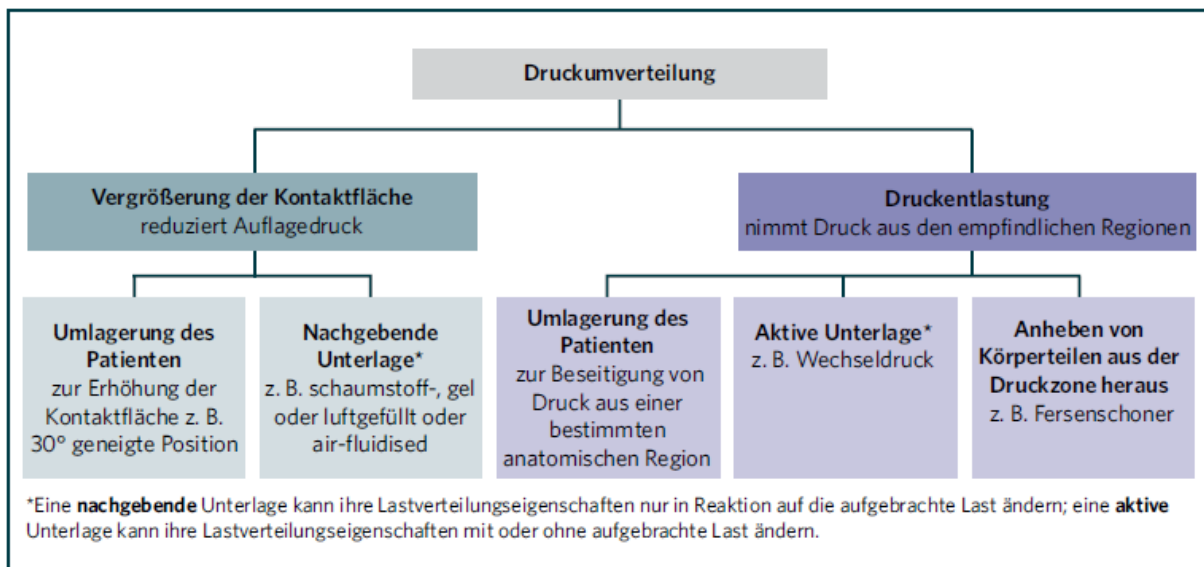 Druckumverteilung
Vergrößerung der Kontaktfläche
reduziert Auflagedruck
Druckentlastung
nimmt Druck aus den empfindlichen Regionen
Umlagerung des
Patienten
zur Erhöhung der
Kontaktfläche z. B.
30° geneigte Position
Nachgebende
Unterlage*
z. B. schaumstoff-, gel
oder luftgefüllt oder
air-fluidised
Umlagerung des
Patienten
zur Beseitigung von
Druck aus einer
bestimmten
anatomischen Region
Aktive Unterlage*
z. B. Wechseldruck
Anheben von
Körperteilen aus der
Druckzone heraus
z. B. Fersenschoner
*Eine nachgebende Unterlage kann ihre Lastverteilungseigenschaften nur in Reaktion auf die aufgebrachte Last ändern; eine aktive
Unterlage kann ihre Lastverteilungseigenschaften mit oder ohne aufgebrachte Last ändern.